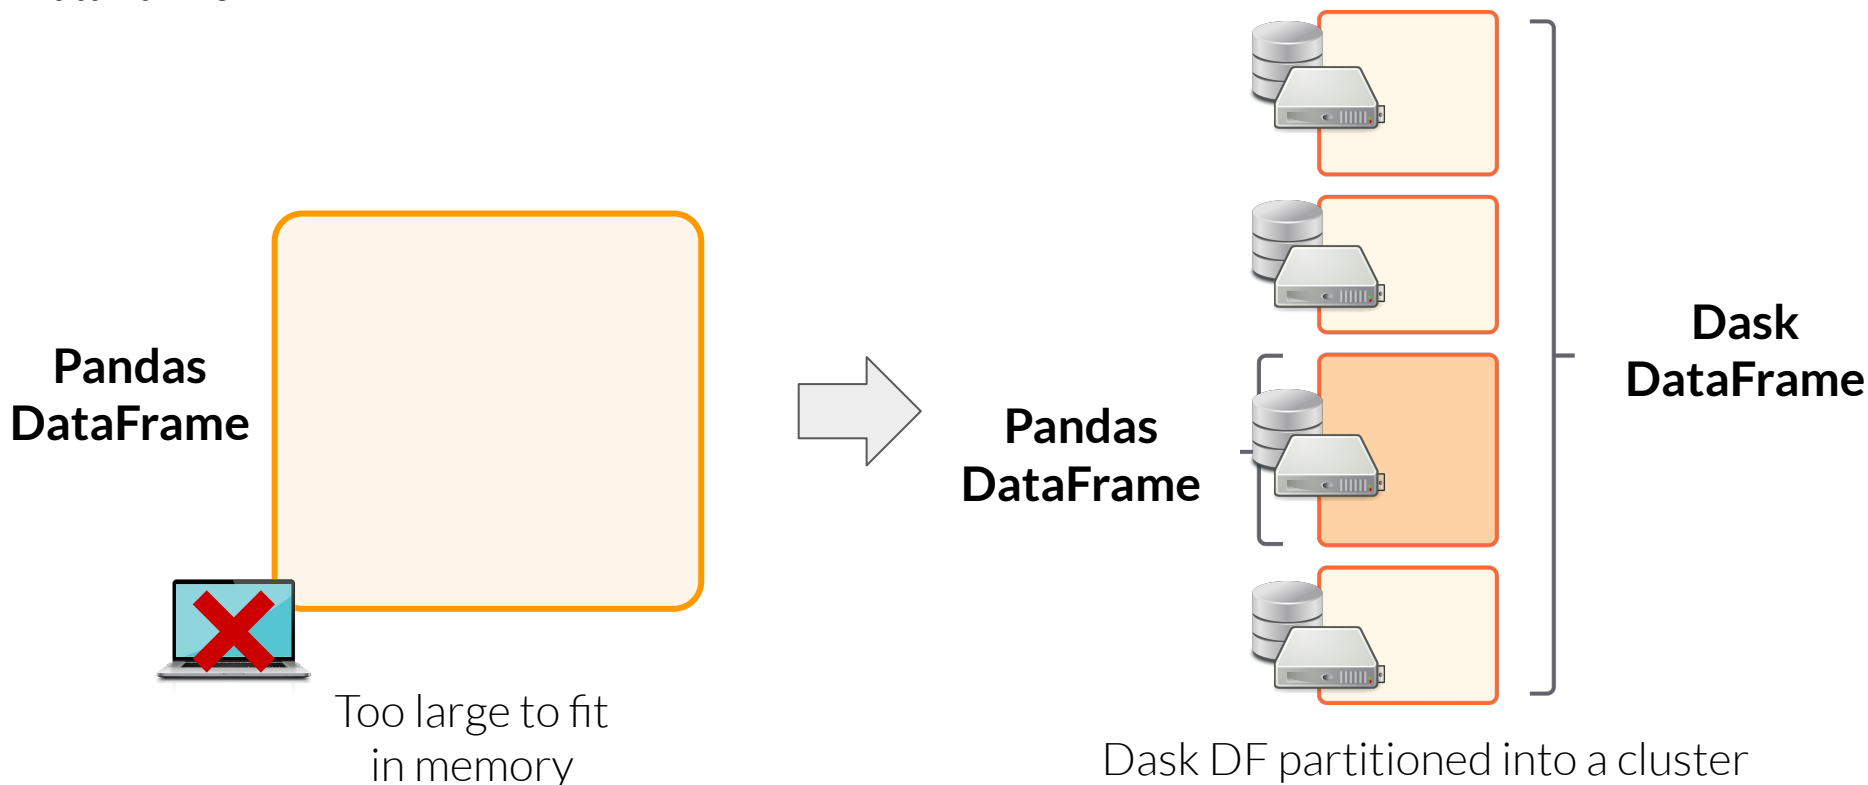 Pandas
DataFrame
Too large to fit
in memory
Pandas
DataFrame
Dask
DataFrame
Dask DF partitioned into a cluster